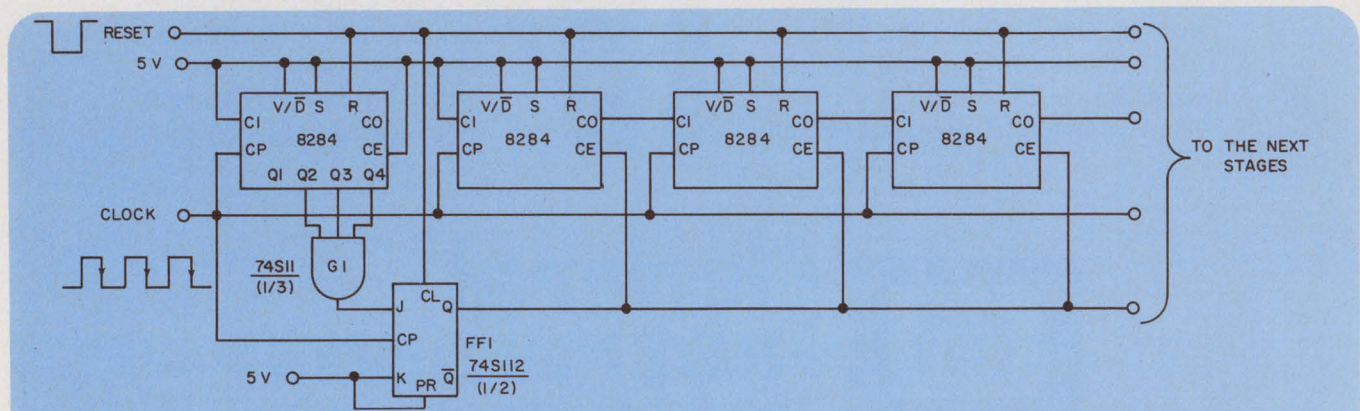 RESET
5 V
V/D̅ S R
V/D̅ S R
V/D̅ S R
V/D̅ S R
CI CO
CI CO
CI CO
CI CO
8284
8284
8284
8284
CP CE
CP CE
CP CE
CP CE
Q1 Q2 Q3 Q4
TO THE NEXT
STAGES
CLOCK
G1
74S11
(1/3)
CL
J Q
CP
FF1
74S112
(1/2)
5 V
K PR Q̅